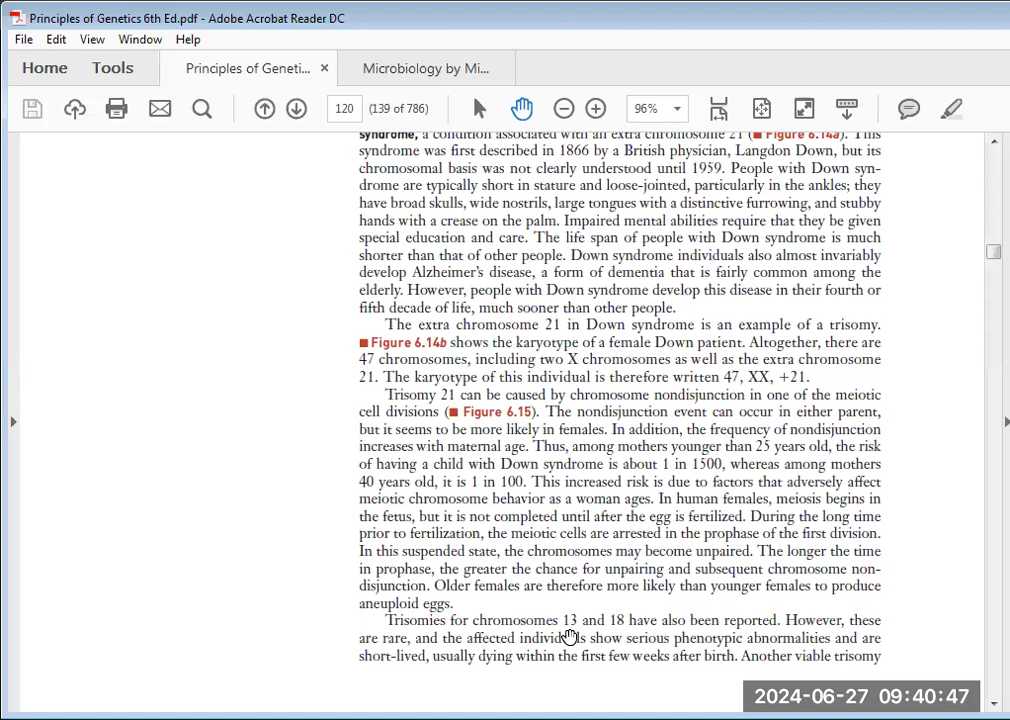 Principles of Genetics 6th Ed.pdf - Adobe Acrobat Reader DC
File Edit View Window Help
Home Tools Principles of Geneti... × Microbiology by Mi...
120 (139 of 786) 96%
syndrome, a condition associated with an extra chromosome 21 (■ Figure 6.14a). This
syndrome was first described in 1866 by a British physician, Langdon Down, but its
chromosomal basis was not clearly understood until 1959. People with Down syn-
drome are typically short in stature and loose-jointed, particularly in the ankles; they
have broad skulls, wide nostrils, large tongues with a distinctive furrowing, and stubby
hands with a crease on the palm. Impaired mental abilities require that they be given
special education and care. The life span of people with Down syndrome is much
shorter than that of other people. Down syndrome individuals also almost invariably
develop Alzheimer's disease, a form of dementia that is fairly common among the
elderly. However, people with Down syndrome develop this disease in their fourth or
fifth decade of life, much sooner than other people.
The extra chromosome 21 in Down syndrome is an example of a trisomy.
■ Figure 6.14b shows the karyotype of a female Down patient. Altogether, there are
47 chromosomes, including two X chromosomes as well as the extra chromosome
21. The karyotype of this individual is therefore written 47, XX, +21.
Trisomy 21 can be caused by chromosome nondisjunction in one of the meiotic
cell divisions (■ Figure 6.15). The nondisjunction event can occur in either parent,
but it seems to be more likely in females. In addition, the frequency of nondisjunction
increases with maternal age. Thus, among mothers younger than 25 years old, the risk
of having a child with Down syndrome is about 1 in 1500, whereas among mothers
40 years old, it is 1 in 100. This increased risk is due to factors that adversely affect
meiotic chromosome behavior as a woman ages. In human females, meiosis begins in
the fetus, but it is not completed until after the egg is fertilized. During the long time
prior to fertilization, the meiotic cells are arrested in the prophase of the first division.
In this suspended state, the chromosomes may become unpaired. The longer the time
in prophase, the greater the chance for unpairing and subsequent chromosome non-
disjunction. Older females are therefore more likely than younger females to produce
aneuploid eggs.
Trisomies for chromosomes 13 and 18 have also been reported. However, these
are rare, and the affected individuals show serious phenotypic abnormalities and are
short-lived, usually dying within the first few weeks after birth. Another viable trisomy
2024-06-27 09:40:47